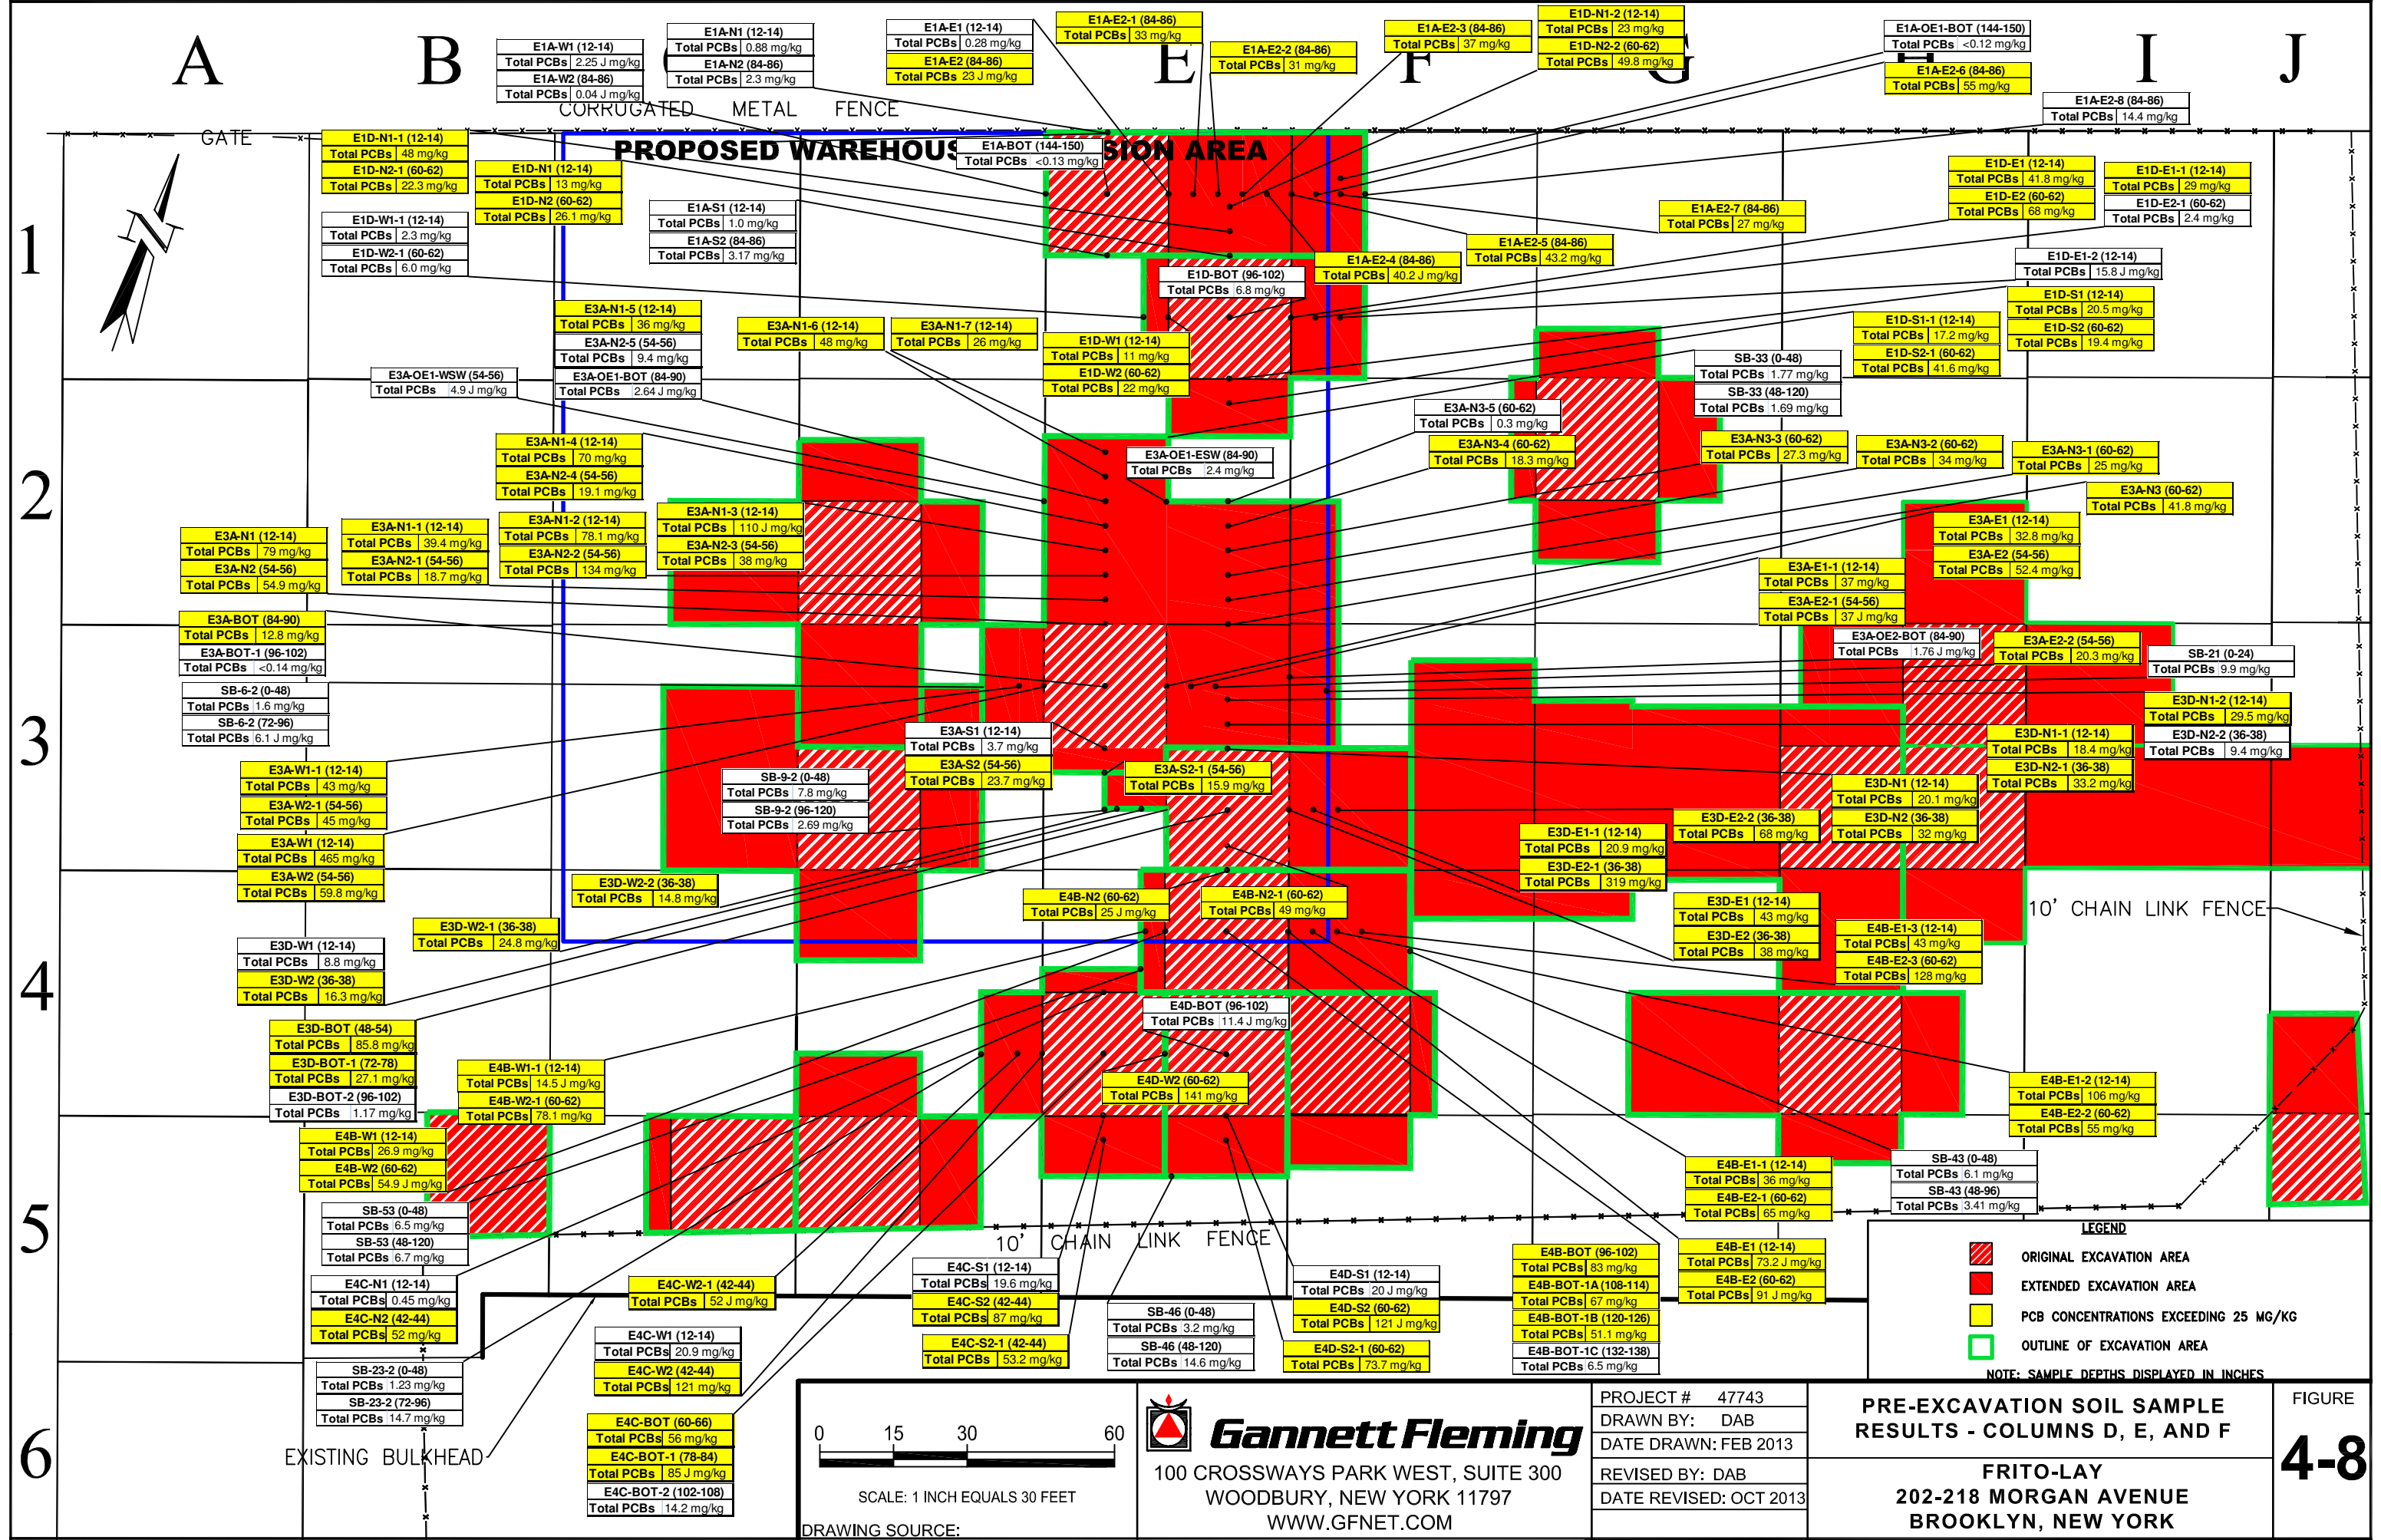 A
B
E
F
G
I
J
1
2
3
4
5
6
E1A-W1 (12-14)
Total PCBs 2.25 J mg/kg
E1A-W2 (84-86)
Total PCBs 0.04 J mg/kg
E1A-N1 (12-14)
Total PCBs 0.88 mg/kg
E1A-N2 (84-86)
Total PCBs 2.3 mg/kg
E1A-E1 (12-14)
Total PCBs 0.28 mg/kg
E1A-E2 (84-86)
Total PCBs 23 J mg/kg
E1A-E2-1 (84-86)
Total PCBs 33 mg/kg
E1A-E2-2 (84-86)
Total PCBs 31 mg/kg
E1A-E2-3 (84-86)
Total PCBs 37 mg/kg
E1D-N1-2 (12-14)
Total PCBs 23 mg/kg
E1D-N2-2 (60-62)
Total PCBs 49.8 mg/kg
E1A-OE1-BOT (144-150)
Total PCBs <0.12 mg/kg
E1A-E2-6 (84-86)
Total PCBs 55 mg/kg
E1A-E2-8 (84-86)
Total PCBs 14.4 mg/kg
CORRUGATED METAL FENCE
GATE
PROPOSED WAREHOUS SION AREA
E1A-BOT (144-150)
Total PCBs <0.13 mg/kg
E1D-N1-1 (12-14)
Total PCBs 48 mg/kg
E1D-N2-1 (60-62)
Total PCBs 22.3 mg/kg
E1D-N1 (12-14)
Total PCBs 13 mg/kg
E1D-N2 (60-62)
Total PCBs 26.1 mg/kg
E1D-W1-1 (12-14)
Total PCBs 2.3 mg/kg
E1D-W2-1 (60-62)
Total PCBs 6.0 mg/kg
E1A-S1 (12-14)
Total PCBs 1.0 mg/kg
E1A-S2 (84-86)
Total PCBs 3.17 mg/kg
E1D-E1 (12-14)
Total PCBs 41.8 mg/kg
E1D-E2 (60-62)
Total PCBs 68 mg/kg
E1D-E1-1 (12-14)
Total PCBs 29 mg/kg
E1D-E2-1 (60-62)
Total PCBs 2.4 mg/kg
E1A-E2-7 (84-86)
Total PCBs 27 mg/kg
E1A-E2-5 (84-86)
Total PCBs 43.2 mg/kg
E1A-E2-4 (84-86)
Total PCBs 40.2 J mg/kg
E1D-BOT (96-102)
Total PCBs 6.8 mg/kg
E1D-E1-2 (12-14)
Total PCBs 15.8 J mg/kg
E1D-S1 (12-14)
Total PCBs 20.5 mg/kg
E1D-S2 (60-62)
Total PCBs 19.4 mg/kg
E1D-S1-1 (12-14)
Total PCBs 17.2 mg/kg
E1D-S2-1 (60-62)
Total PCBs 41.6 mg/kg
E3A-N1-5 (12-14)
Total PCBs 36 mg/kg
E3A-N2-5 (54-56)
Total PCBs 9.4 mg/kg
E3A-OE1-BOT (84-90)
Total PCBs 2.64 J mg/kg
E3A-N1-6 (12-14)
Total PCBs 48 mg/kg
E3A-N1-7 (12-14)
Total PCBs 26 mg/kg
E1D-W1 (12-14)
Total PCBs 11 mg/kg
E1D-W2 (60-62)
Total PCBs 22 mg/kg
E3A-OE1-WSW (54-56)
Total PCBs 4.9 J mg/kg
SB-33 (0-48)
Total PCBs 1.77 mg/kg
SB-33 (48-120)
Total PCBs 1.69 mg/kg
E3A-N3-5 (60-62)
Total PCBs 0.3 mg/kg
E3A-N3-4 (60-62)
Total PCBs 18.3 mg/kg
E3A-N3-3 (60-62)
Total PCBs 27.3 mg/kg
E3A-N3-2 (60-62)
Total PCBs 34 mg/kg
E3A-N3-1 (60-62)
Total PCBs 25 mg/kg
E3A-N3 (60-62)
Total PCBs 41.8 mg/kg
E3A-N1-4 (12-14)
Total PCBs 70 mg/kg
E3A-N2-4 (54-56)
Total PCBs 19.1 mg/kg
E3A-OE1-ESW (84-90)
Total PCBs 2.4 mg/kg
E3A-N1 (12-14)
Total PCBs 79 mg/kg
E3A-N2 (54-56)
Total PCBs 54.9 mg/kg
E3A-N1-1 (12-14)
Total PCBs 39.4 mg/kg
E3A-N2-1 (54-56)
Total PCBs 18.7 mg/kg
E3A-N1-2 (12-14)
Total PCBs 78.1 mg/kg
E3A-N2-2 (54-56)
Total PCBs 134 mg/kg
E3A-N1-3 (12-14)
Total PCBs 110 J mg/kg
E3A-N2-3 (54-56)
Total PCBs 38 mg/kg
E3A-E1 (12-14)
Total PCBs 32.8 mg/kg
E3A-E2 (54-56)
Total PCBs 52.4 mg/kg
E3A-E1-1 (12-14)
Total PCBs 37 mg/kg
E3A-E2-1 (54-56)
Total PCBs 37 J mg/kg
E3A-BOT (84-90)
Total PCBs 12.8 mg/kg
E3A-BOT-1 (96-102)
Total PCBs <0.14 mg/kg
E3A-OE2-BOT (84-90)
Total PCBs 1.76 J mg/kg
E3A-E2-2 (54-56)
Total PCBs 20.3 mg/kg
SB-21 (0-24)
Total PCBs 9.9 mg/kg
SB-6-2 (0-48)
Total PCBs 1.6 mg/kg
SB-6-2 (72-96)
Total PCBs 6.1 J mg/kg
E3D-N1-2 (12-14)
Total PCBs 29.5 mg/kg
E3D-N2-2 (36-38)
Total PCBs 9.4 mg/kg
E3D-N1-1 (12-14)
Total PCBs 18.4 mg/kg
E3D-N2-1 (36-38)
Total PCBs 33.2 mg/kg
E3A-S1 (12-14)
Total PCBs 3.7 mg/kg
E3A-S2 (54-56)
Total PCBs 23.7 mg/kg
E3A-S2-1 (54-56)
Total PCBs 15.9 mg/kg
SB-9-2 (0-48)
Total PCBs 7.8 mg/kg
SB-9-2 (96-120)
Total PCBs 2.69 mg/kg
E3A-W1-1 (12-14)
Total PCBs 43 mg/kg
E3A-W2-1 (54-56)
Total PCBs 45 mg/kg
E3A-W1 (12-14)
Total PCBs 465 mg/kg
E3A-W2 (54-56)
Total PCBs 59.8 mg/kg
E3D-N1 (12-14)
Total PCBs 20.1 mg/kg
E3D-N2 (36-38)
Total PCBs 32 mg/kg
E3D-E2-2 (36-38)
Total PCBs 68 mg/kg
E3D-E1-1 (12-14)
Total PCBs 20.9 mg/kg
E3D-E2-1 (36-38)
Total PCBs 319 mg/kg
E3D-W2-2 (36-38)
Total PCBs 14.8 mg/kg
E4B-N2 (60-62)
Total PCBs 25 J mg/kg
E4B-N2-1 (60-62)
Total PCBs 49 mg/kg
E3D-E1 (12-14)
Total PCBs 43 mg/kg
E3D-E2 (36-38)
Total PCBs 38 mg/kg
10' CHAIN LINK FENCE
E3D-W2-1 (36-38)
Total PCBs 24.8 mg/kg
E4B-E1-3 (12-14)
Total PCBs 43 mg/kg
E4B-E2-3 (60-62)
Total PCBs 128 mg/kg
E3D-W1 (12-14)
Total PCBs 8.8 mg/kg
E3D-W2 (36-38)
Total PCBs 16.3 mg/kg
E4D-BOT (96-102)
Total PCBs 11.4 J mg/kg
E3D-BOT (48-54)
Total PCBs 85.8 mg/kg
E3D-BOT-1 (72-78)
Total PCBs 27.1 mg/kg
E3D-BOT-2 (96-102)
Total PCBs 1.17 mg/kg
E4B-W1-1 (12-14)
Total PCBs 14.5 J mg/kg
E4B-W2-1 (60-62)
Total PCBs 78.1 mg/kg
E4D-W2 (60-62)
Total PCBs 141 mg/kg
E4B-E1-2 (12-14)
Total PCBs 106 mg/kg
E4B-E2-2 (60-62)
Total PCBs 55 mg/kg
E4B-W1 (12-14)
Total PCBs 26.9 mg/kg
E4B-W2 (60-62)
Total PCBs 54.9 J mg/kg
E4B-E1-1 (12-14)
Total PCBs 36 mg/kg
E4B-E2-1 (60-62)
Total PCBs 65 mg/kg
SB-43 (0-48)
Total PCBs 6.1 mg/kg
SB-43 (48-96)
Total PCBs 3.41 mg/kg
SB-53 (0-48)
Total PCBs 6.5 mg/kg
SB-53 (48-120)
Total PCBs 6.7 mg/kg
10' CHAIN LINK FENCE
E4C-N1 (12-14)
Total PCBs 0.45 mg/kg
E4C-N2 (42-44)
Total PCBs 52 mg/kg
E4C-W2-1 (42-44)
Total PCBs 52 J mg/kg
E4C-S1 (12-14)
Total PCBs 19.6 mg/kg
E4C-S2 (42-44)
Total PCBs 87 mg/kg
E4C-S2-1 (42-44)
Total PCBs 53.2 mg/kg
SB-46 (0-48)
Total PCBs 3.2 mg/kg
SB-46 (48-120)
Total PCBs 14.6 mg/kg
E4D-S1 (12-14)
Total PCBs 20 J mg/kg
E4D-S2 (60-62)
Total PCBs 121 J mg/kg
E4D-S2-1 (60-62)
Total PCBs 73.7 mg/kg
E4B-BOT (96-102)
Total PCBs 83 mg/kg
E4B-BOT-1A (108-114)
Total PCBs 67 mg/kg
E4B-BOT-1B (120-126)
Total PCBs 51.1 mg/kg
E4B-BOT-1C (132-138)
Total PCBs 6.5 mg/kg
E4B-E1 (12-14)
Total PCBs 73.2 J mg/kg
E4B-E2 (60-62)
Total PCBs 91 J mg/kg
E4C-W1 (12-14)
Total PCBs 20.9 mg/kg
E4C-W2 (42-44)
Total PCBs 121 mg/kg
SB-23-2 (0-48)
Total PCBs 1.23 mg/kg
SB-23-2 (72-96)
Total PCBs 14.7 mg/kg
E4C-BOT (60-66)
Total PCBs 56 mg/kg
E4C-BOT-1 (78-84)
Total PCBs 85 J mg/kg
E4C-BOT-2 (102-108)
Total PCBs 14.2 mg/kg
EXISTING BULKHEAD
LEGEND
ORIGINAL EXCAVATION AREA
EXTENDED EXCAVATION AREA
PCB CONCENTRATIONS EXCEEDING 25 MG/KG
OUTLINE OF EXCAVATION AREA
NOTE: SAMPLE DEPTHS DISPLAYED IN INCHES
0 15 30 60
SCALE: 1 INCH EQUALS 30 FEET
DRAWING SOURCE:
Gannett Fleming
100 CROSSWAYS PARK WEST, SUITE 300
WOODBURY, NEW YORK 11797
WWW.GFNET.COM
PROJECT # 47743
DRAWN BY: DAB
DATE DRAWN: FEB 2013
REVISED BY: DAB
DATE REVISED: OCT 2013
PRE-EXCAVATION SOIL SAMPLE
RESULTS - COLUMNS D, E, AND F
FRITO-LAY
202-218 MORGAN AVENUE
BROOKLYN, NEW YORK
FIGURE
4-8